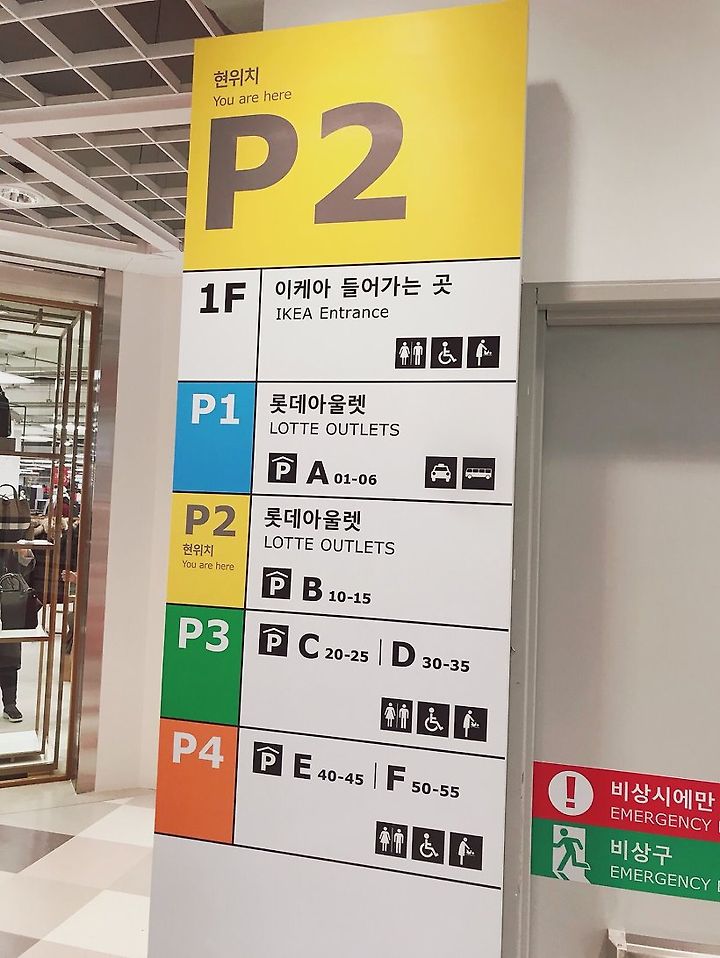 현위치
You are here
P2
1F
이케아 들어가는 곳
IKEA Entrance
P1
롯데아울렛
LOTTE OUTLETS
P A 01-06
P2
현위치
You are here
롯데아울렛
LOTTE OUTLETS
P B 10-15
P3
P C 20-25 | D 30-35
P4
P E 40-45 | F 50-55
비상시에만
EMERGENCY
비상구
EMERGENCY